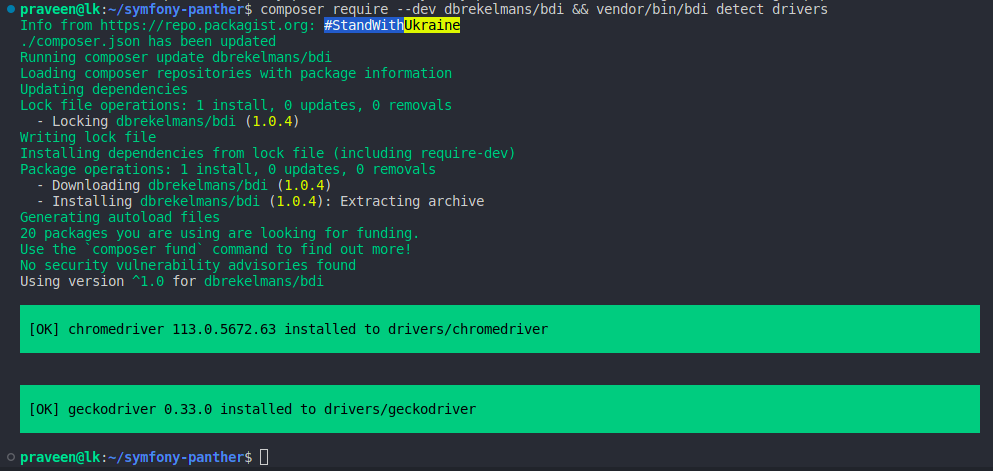 praveen@lk:~/symfony-panther$ composer require --dev dbrekelmans/bdi && vendor/bin/bdi detect drivers
Info from https://repo.packagist.org: #StandWithUkraine
./composer.json has been updated
Running composer update dbrekelmans/bdi
Loading composer repositories with package information
Updating dependencies
Lock file operations: 1 install, 0 updates, 0 removals
  - Locking dbrekelmans/bdi (1.0.4)
Writing lock file
Installing dependencies from lock file (including require-dev)
Package operations: 1 install, 0 updates, 0 removals
  - Downloading dbrekelmans/bdi (1.0.4)
  - Installing dbrekelmans/bdi (1.0.4): Extracting archive
Generating autoload files
20 packages you are using are looking for funding.
Use the `composer fund` command to find out more!
No security vulnerability advisories found
Using version ^1.0 for dbrekelmans/bdi
[OK] chromedriver 113.0.5672.63 installed to drivers/chromedriver
[OK] geckodriver 0.33.0 installed to drivers/geckodriver
praveen@lk:~/symfony-panther$